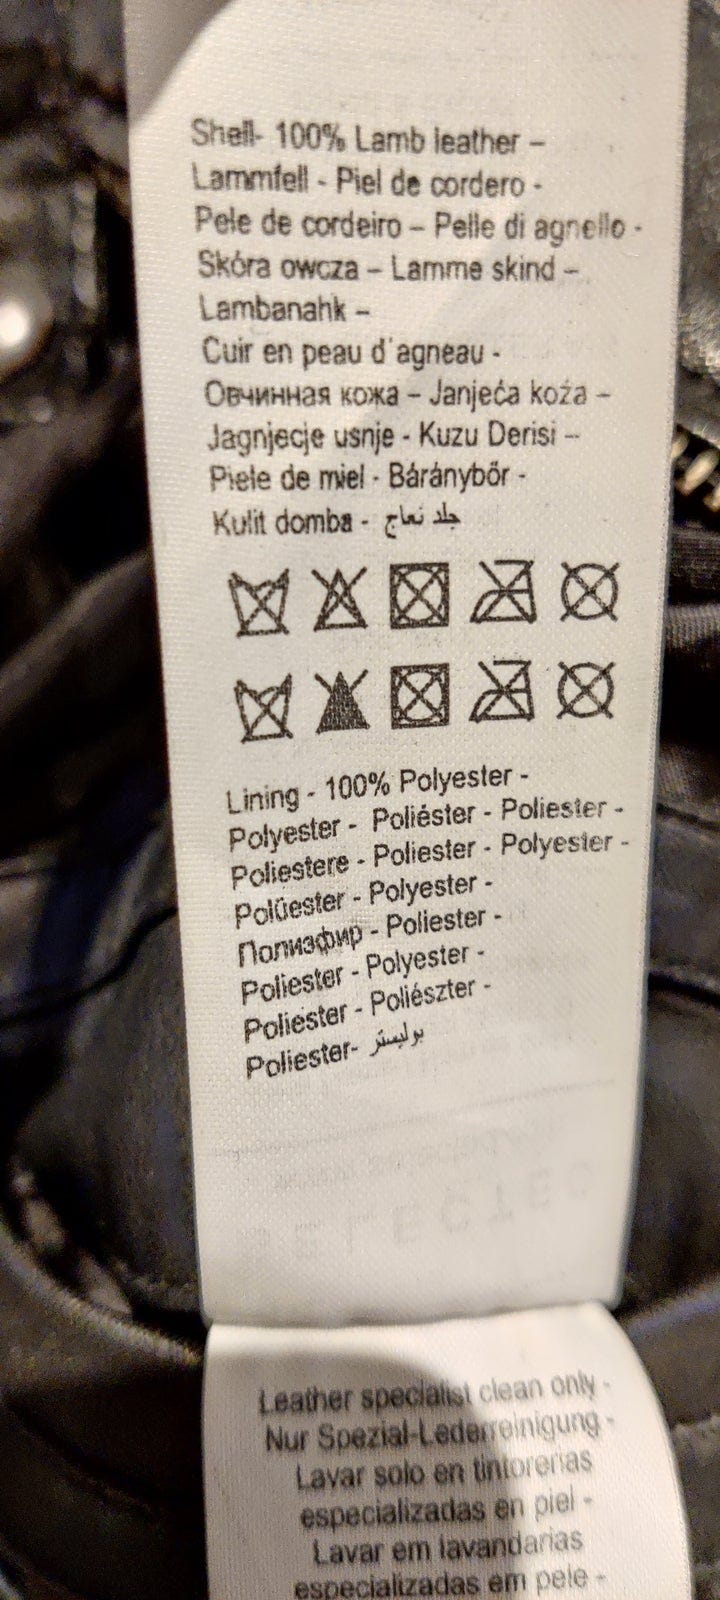 Shell- 100% Lamb leather –
Lammfell - Piel de cordero -
Pele de cordeiro – Pelle di agnello -
Skóra owcza – Lamme skind –
Lambanahk –
Cuir en peau d'agneau -
Овчинная кожа – Janjeća koża –
Jagnjecje usnje - Kuzu Derisi –
Piele de miel - Báránybőr -
Kulit domba - جلد نعاج
Lining - 100% Polyester -
Polyester - Poliéster - Poliester -
Poliestere - Poliester - Polyester -
Polüester - Polyester -
Полиэфир - Poliester -
Poliester - Polyester -
Poliester - Poliészter -
Poliester- بوليستر
SELECTED
Leather specialist clean only -
Nur Spezial-Lederreinigung -
Lavar solo en tintorerias
especializadas en piel -
Lavar em lavandarias
especializadas em pele -